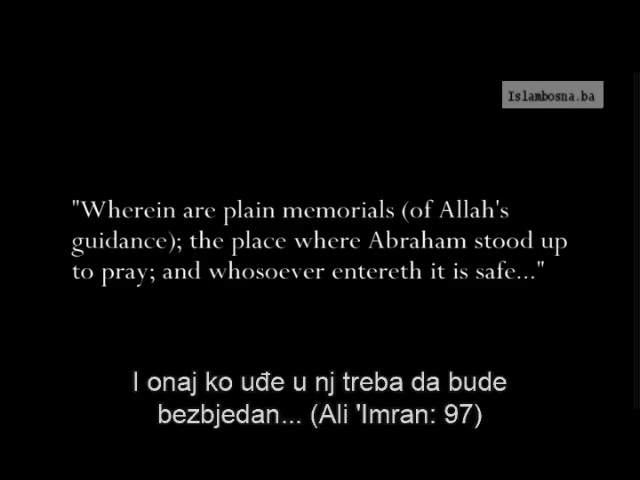 Islambosna.ba
"Wherein are plain memorials (of Allah's
guidance); the place where Abraham stood up
to pray; and whosoever entereth it is safe..."
I onaj ko uđe u nj treba da bude
bezbjedan... (Ali 'Imran: 97)